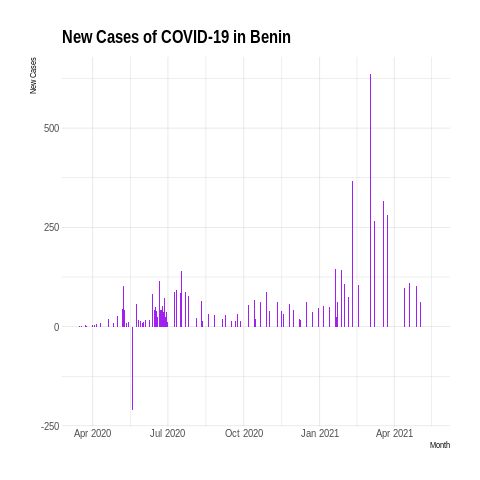 New Cases of COVID-19 in Benin
New Cases
500
250
0
-250
Apr 2020 Jul 2020 Oct 2020 Jan 2021 Apr 2021
Month